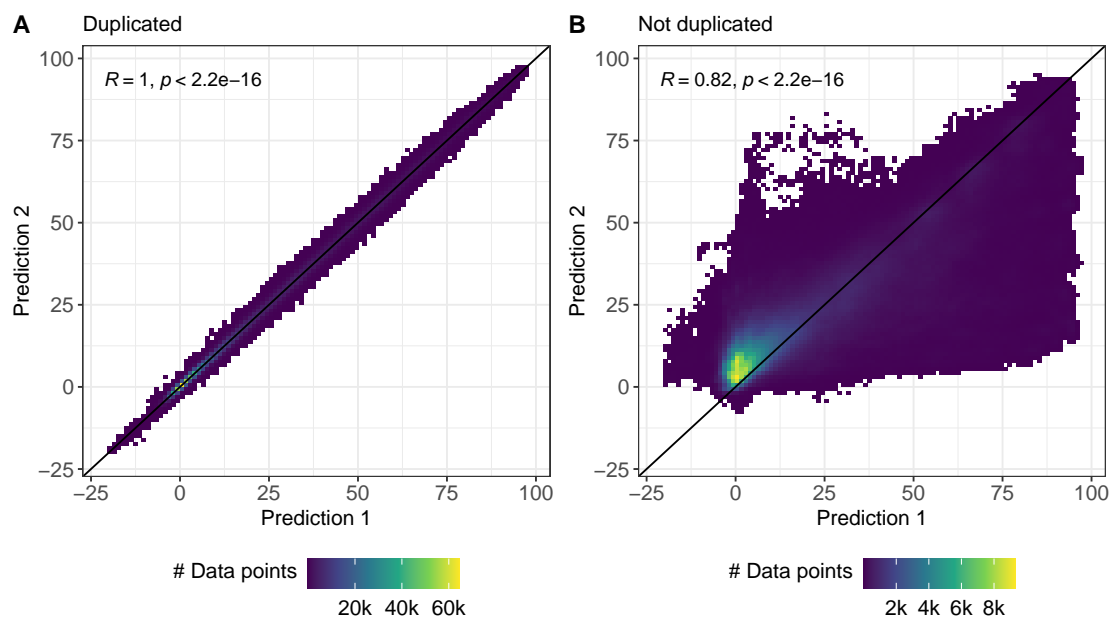 A Duplicated
R = 1, p < 2.2e−16
100
75
50
25
0
−25
Prediction 2
−25 0 25 50 75 100
Prediction 1
# Data points
20k 40k 60k
B Not duplicated
R = 0.82, p < 2.2e−16
100
75
50
25
0
−25
Prediction 2
−25 0 25 50 75 100
Prediction 1
# Data points
2k 4k 6k 8k